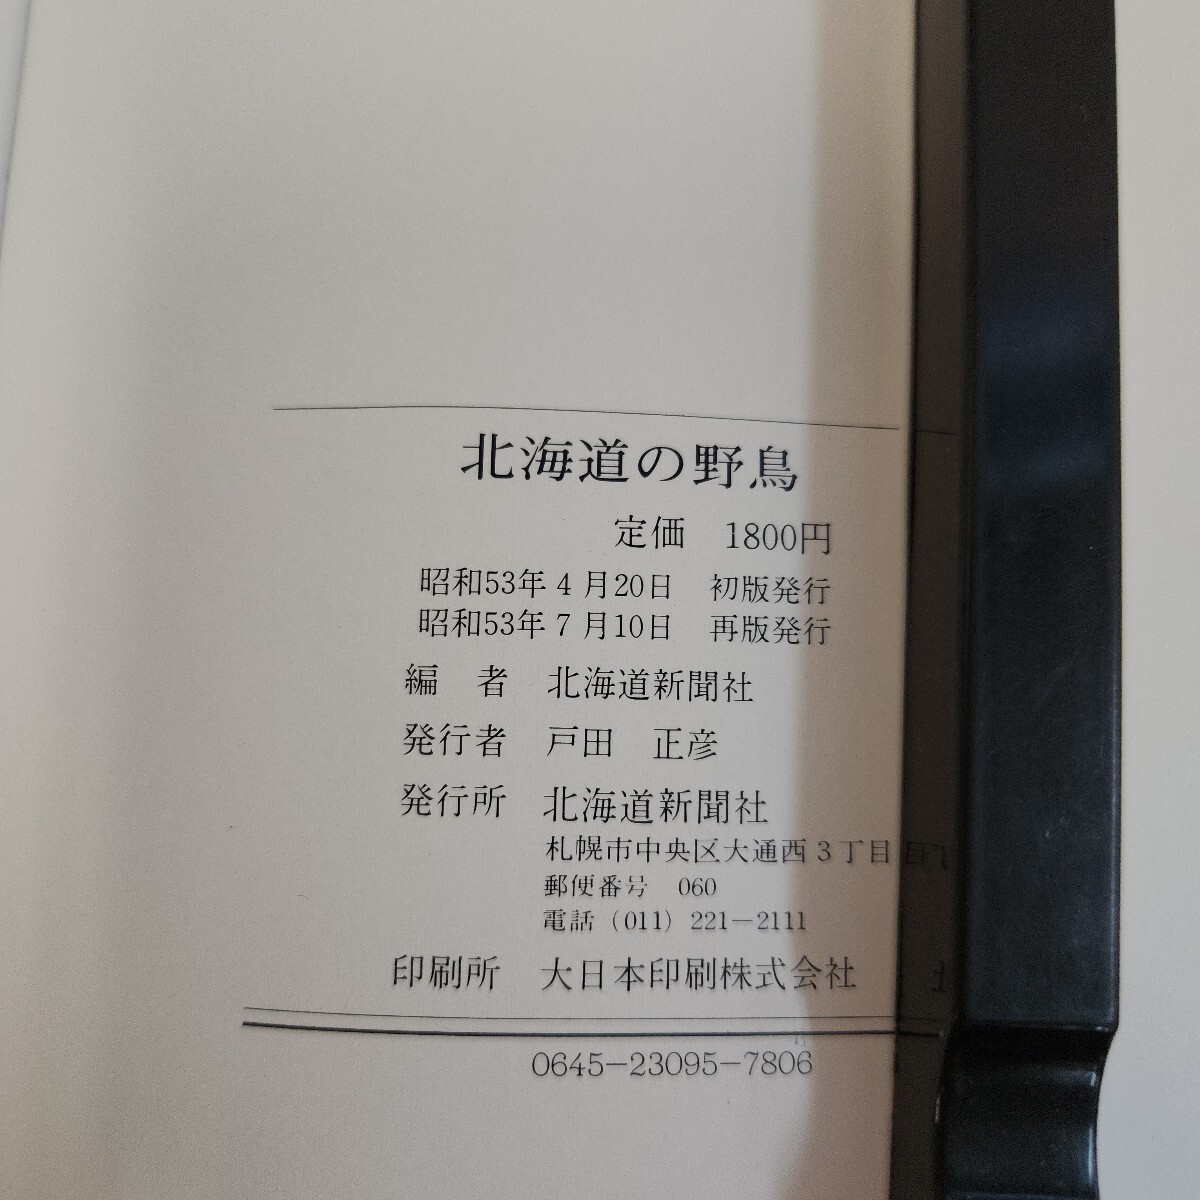 北海道の野鳥
定価 1800円
昭和53年4月20日 初版発行
昭和53年7月10日 再版発行
編 者 北海道新聞社
発行者 戸田 正彦
発行所 北海道新聞社
札幌市中央区大通西3丁目
郵便番号 060
電話 (011) 221-2111
印刷所 大日本印刷株式会社
0645-23095-7806